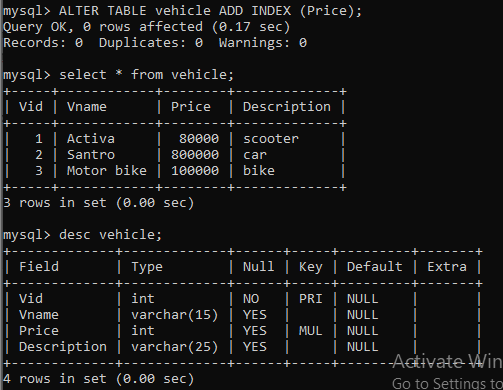 mysql> ALTER TABLE vehicle ADD INDEX (Price);
Query OK, 0 rows affected (0.17 sec)
Records: 0  Duplicates: 0  Warnings: 0

mysql> select * from vehicle;
+-----+------------+--------+-------------+
| Vid | Vname      | Price  | Description |
+-----+------------+--------+-------------+
|   1 | Activa     |  80000 | scooter     |
|   2 | Santro     | 800000 | car         |
|   3 | Motor bike | 100000 | bike        |
+-----+------------+--------+-------------+
3 rows in set (0.00 sec)

mysql> desc vehicle;
+-------------+-------------+------+-----+---------+-------+
| Field       | Type        | Null | Key | Default | Extra |
+-------------+-------------+------+-----+---------+-------+
| Vid         | int         | NO   | PRI | NULL    |       |
| Vname       | varchar(15) | YES  |     | NULL    |       |
| Price       | int         | YES  | MUL | NULL    |       |
| Description | varchar(25) | YES  |     | NULL    |       |
+-------------+-------------+------+-----+---------+-------+
4 rows in set (0.00 sec)
Activate Win
Go to Settings to